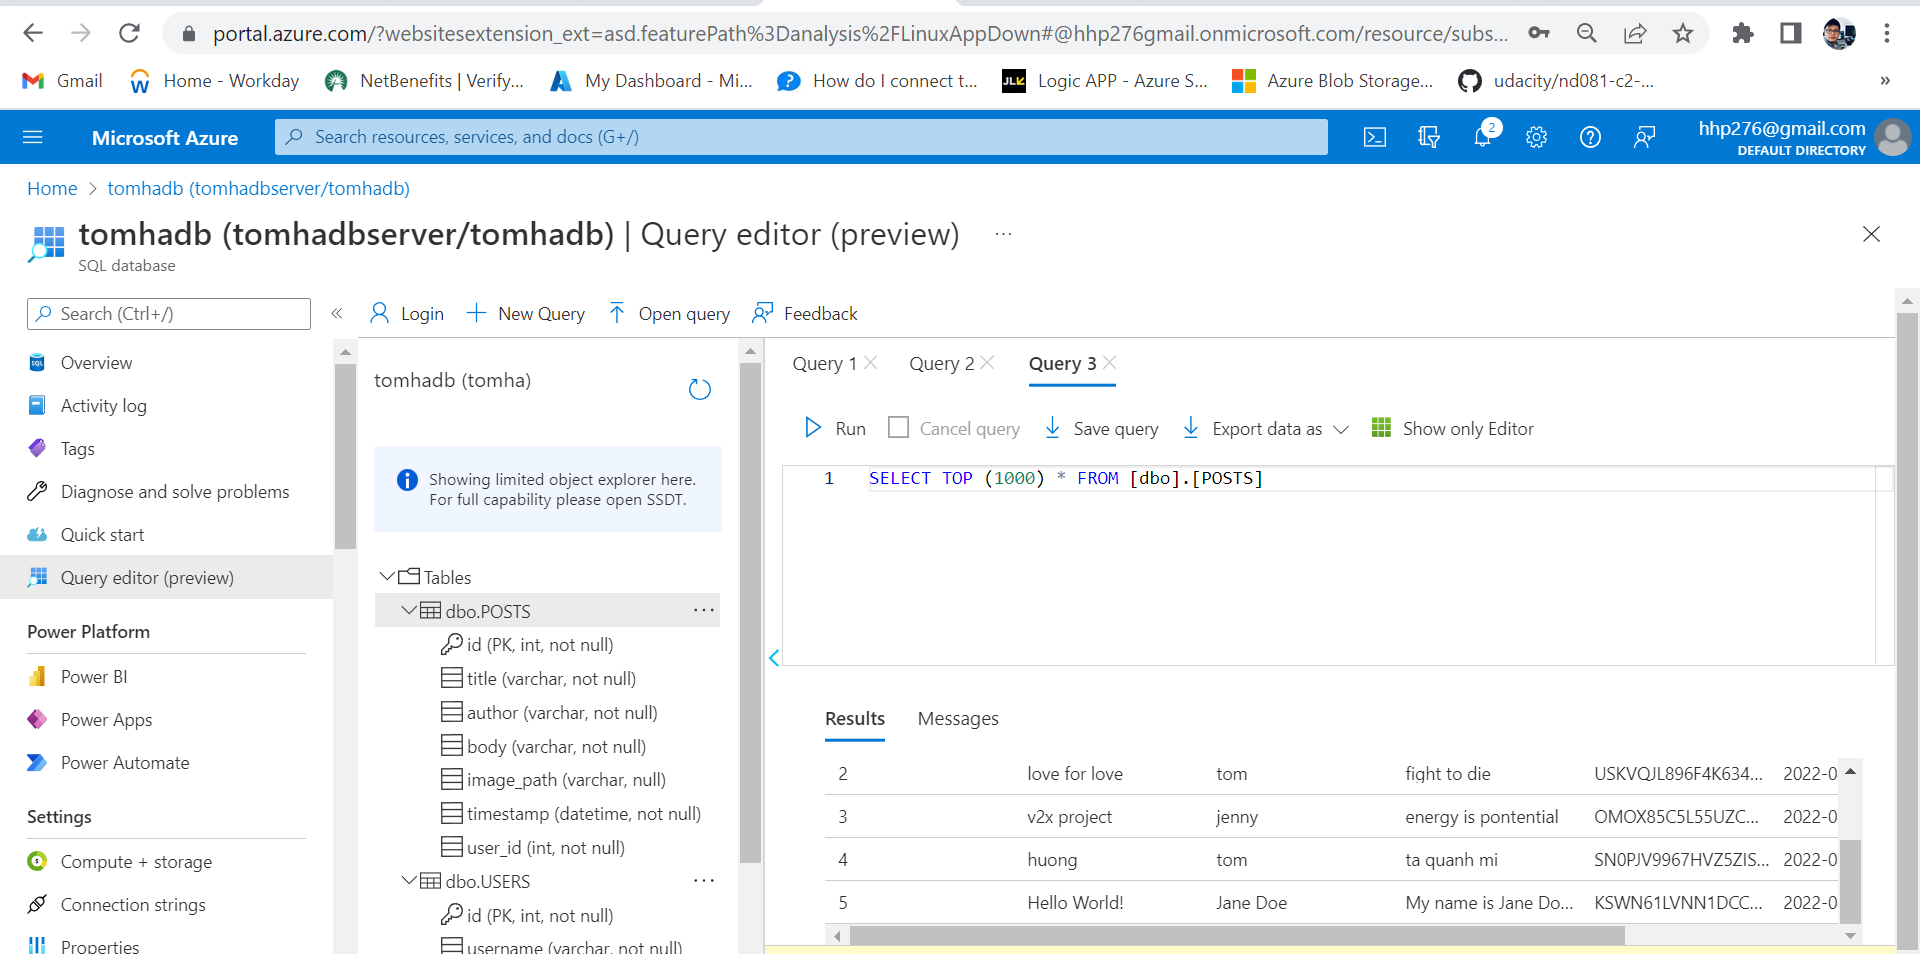 portal.azure.com/?websitesextension_ext=asd.featurePath%3Danalysis%2FLinuxAppDown#@hhp276gmail.onmicrosoft.com/resource/subs...
Gmail
Home - Workday
NetBenefits | Verify...
My Dashboard - Mi...
How do I connect t...
JLK Logic APP - Azure S...
Azure Blob Storage...
udacity/nd081-c2-...
»
Microsoft Azure
Search resources, services, and docs (G+/)
2
hhp276@gmail.com
DEFAULT DIRECTORY
Home > tomhadb (tomhadbserver/tomhadb)
tomhadb (tomhadbserver/tomhadb) | Query editor (preview) ...
SQL database
Search (Ctrl+/)
«
Login
New Query
Open query
Feedback
Overview
Activity log
Tags
Diagnose and solve problems
Quick start
Query editor (preview)
Power Platform
Power BI
Power Apps
Power Automate
Settings
Compute + storage
Connection strings
Properties
tomhadb (tomha)
Showing limited object explorer here.
For full capability please open SSDT.
Tables
dbo.POSTS ...
id (PK, int, not null)
title (varchar, not null)
author (varchar, not null)
body (varchar, not null)
image_path (varchar, null)
timestamp (datetime, not null)
user_id (int, not null)
dbo.USERS ...
id (PK, int, not null)
username (varchar, not null)
Query 1
Query 2
Query 3
Run
Cancel query
Save query
Export data as
Show only Editor
1 SELECT TOP (1000) * FROM [dbo].[POSTS]
Results
Messages
2 love for love tom fight to die USKVQJL896F4K634... 2022-0
3 v2x project jenny energy is pontential OMOX85C5L55UZC... 2022-0
4 huong tom ta quanh mi SN0PJV9967HVZ5ZIS... 2022-0
5 Hello World! Jane Doe My name is Jane Do... KSWN61LVNN1DCC... 2022-0